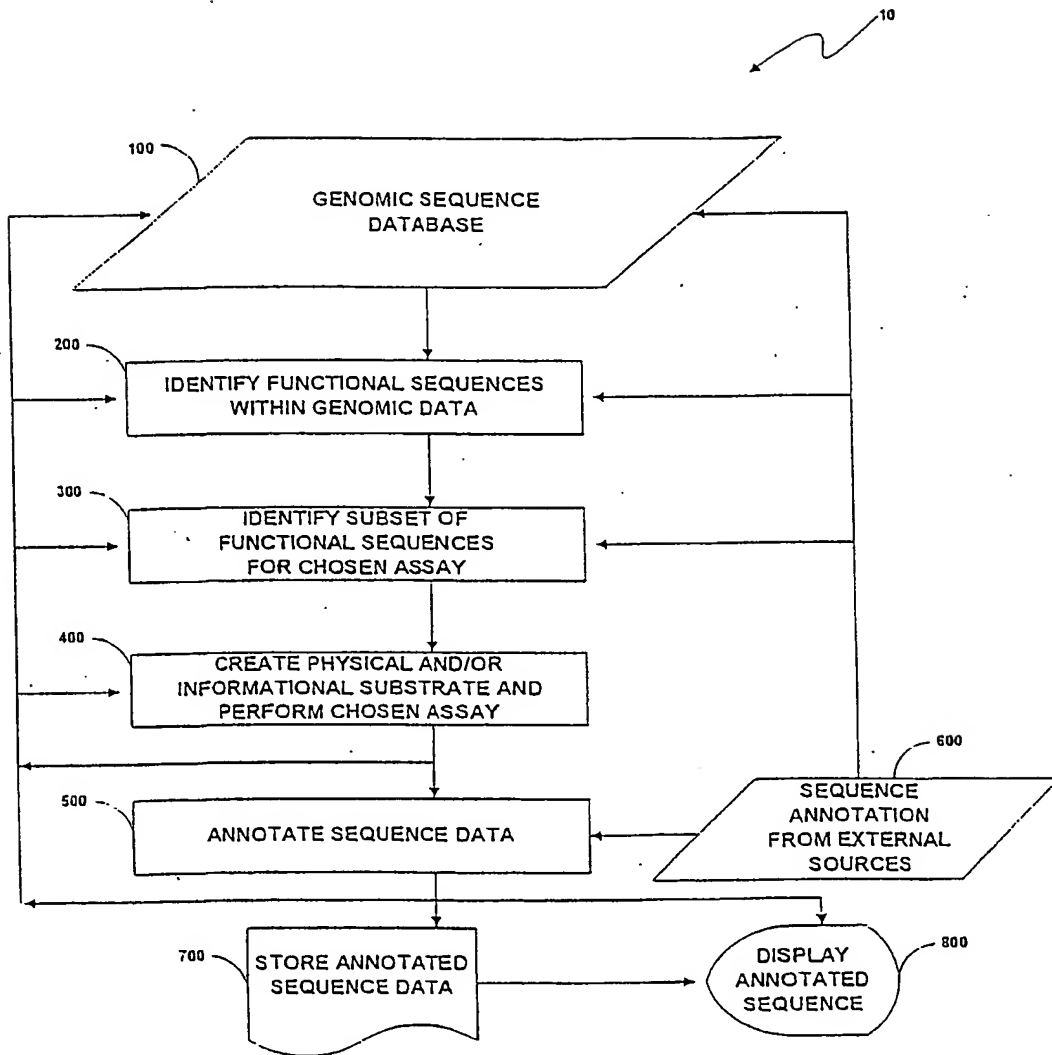 10
100
GENOMIC SEQUENCE
DATABASE
200
IDENTIFY FUNCTIONAL SEQUENCES
WITHIN GENOMIC DATA
300
IDENTIFY SUBSET OF
FUNCTIONAL SEQUENCES
FOR CHOSEN ASSAY
400
CREATE PHYSICAL AND/OR
INFORMATIONAL SUBSTRATE AND
PERFORM CHOSEN ASSAY
600
500
ANNOTATE SEQUENCE DATA
SEQUENCE
ANNOTATION
FROM EXTERNAL
SOURCES
700
STORE ANNOTATED
SEQUENCE DATA
DISPLAY
ANNOTATED
SEQUENCE
800